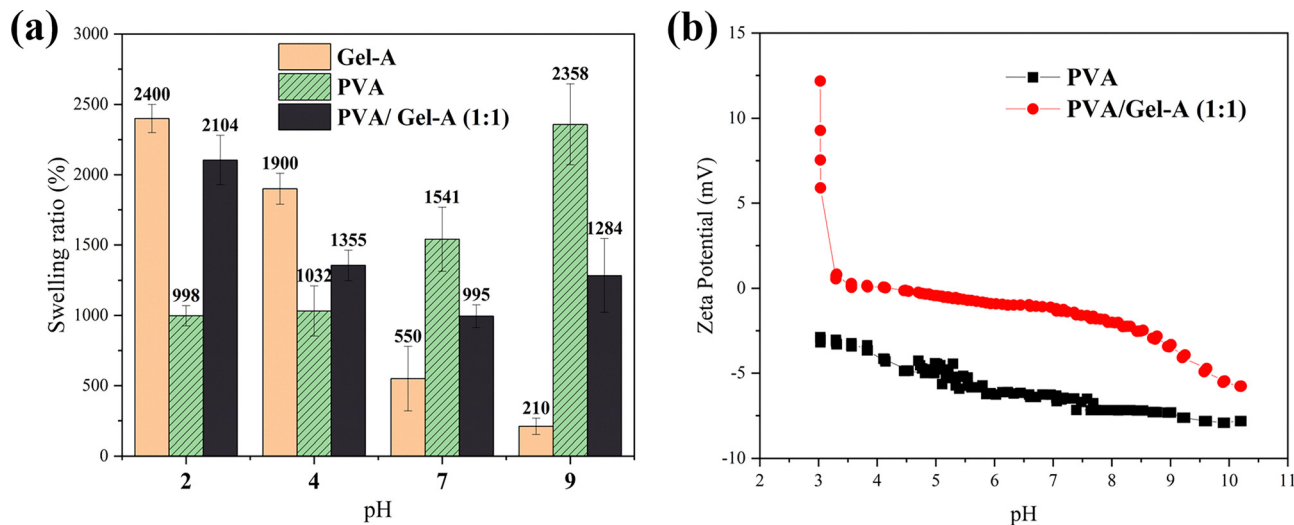 (a)
3000
2500
2000
1500
1000
500
0
Swelling ratio (%)
Gel-A
PVA
PVA/ Gel-A (1:1)
2400
998
2104
1900
1032
1355
550
1541
995
210
2358
1284
2 4 7 9
pH
(b)
15
10
5
0
-5
-10
Zeta Potential (mV)
PVA
PVA/Gel-A (1:1)
2 3 4 5 6 7 8 9 10 11
pH